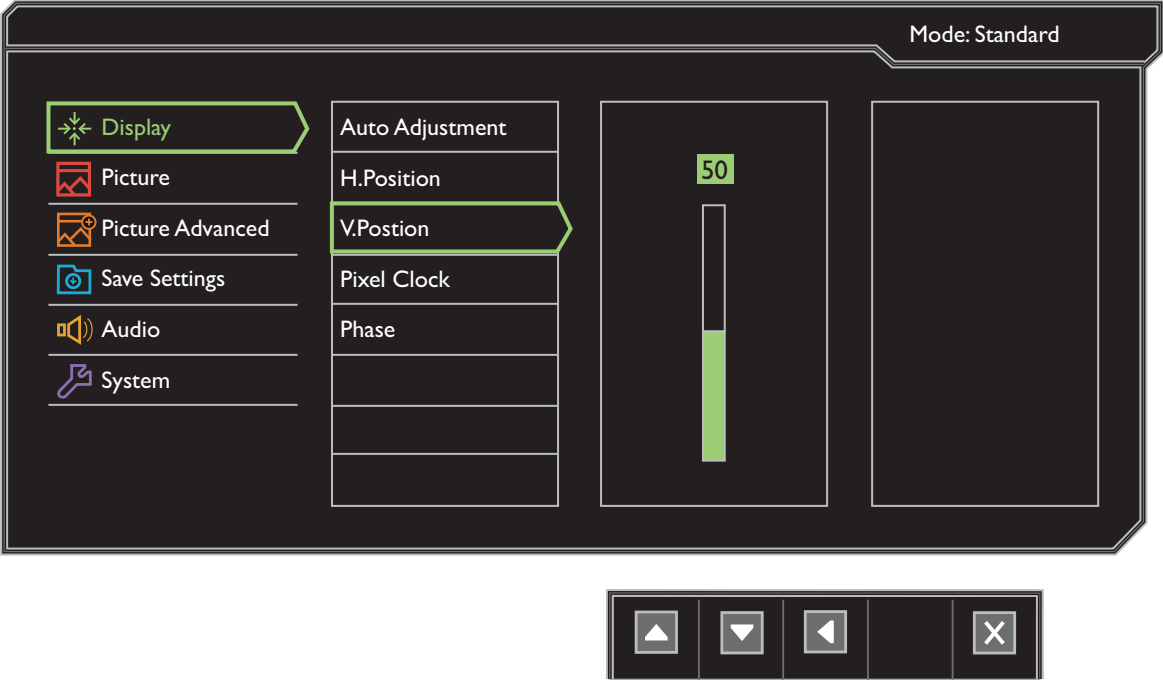 Mode: Standard
Display
Picture
Picture Advanced
Save Settings
Audio
System
Auto Adjustment
H.Position
V.Postion
Pixel Clock
Phase
50